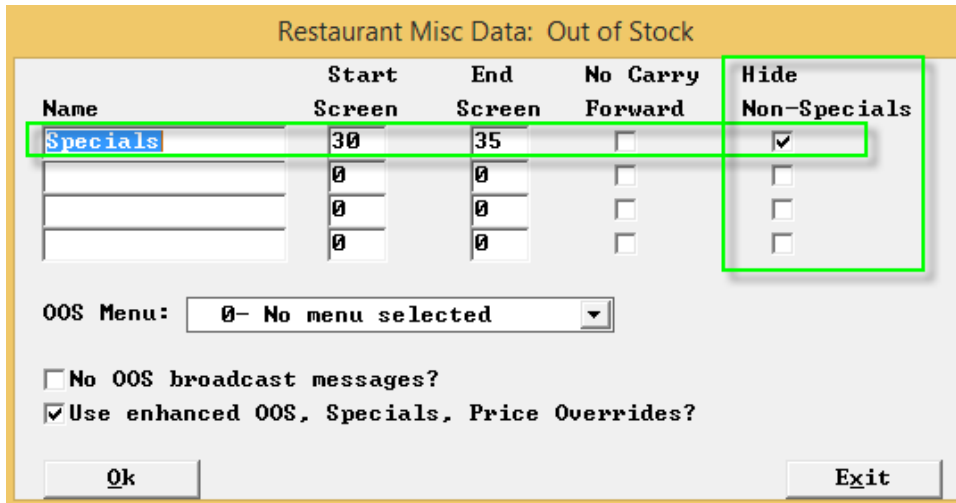 Restaurant Misc Data: Out of Stock
Start End No Carry Hide
Name Screen Screen Forward Non-Specials
Specials 30 35
0 0
0 0
0 0
OOS Menu: 0- No menu selected
No OOS broadcast messages?
Use enhanced OOS, Specials, Price Overrides?
Ok Exit